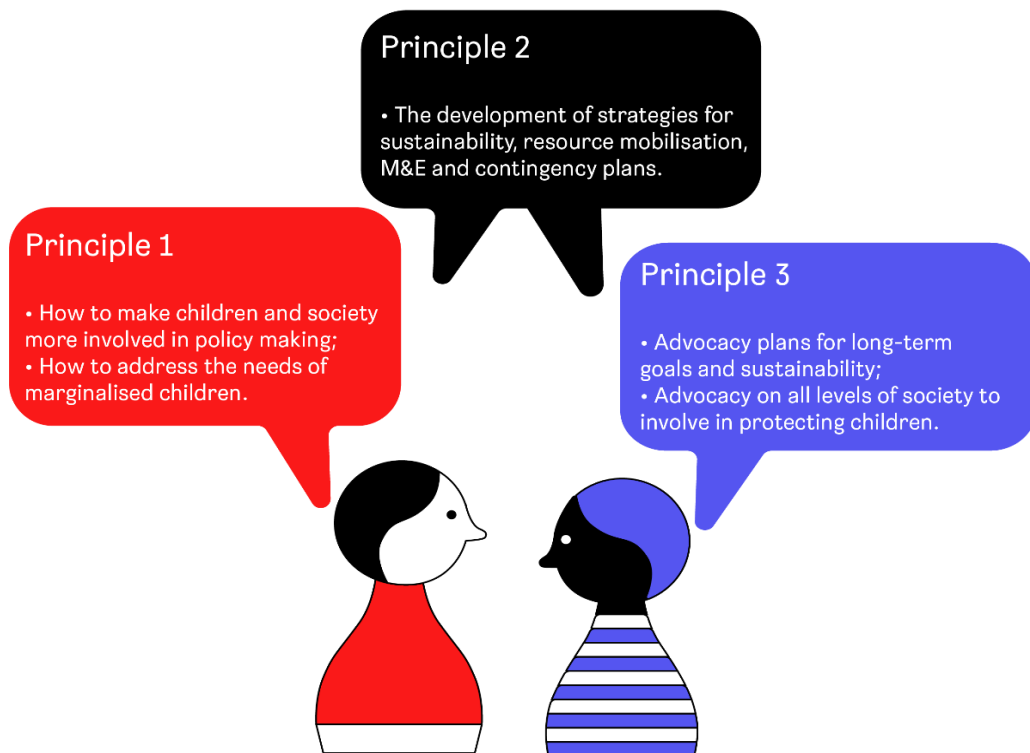 Principle 1
• How to make children and society
more involved in policy making;
• How to address the needs of
marginalised children.
Principle 2
• The development of strategies for
sustainability, resource mobilisation,
M&E and contingency plans.
Principle 3
• Advocacy plans for long-term
goals and sustainability;
• Advocacy on all levels of society to
involve in protecting children.